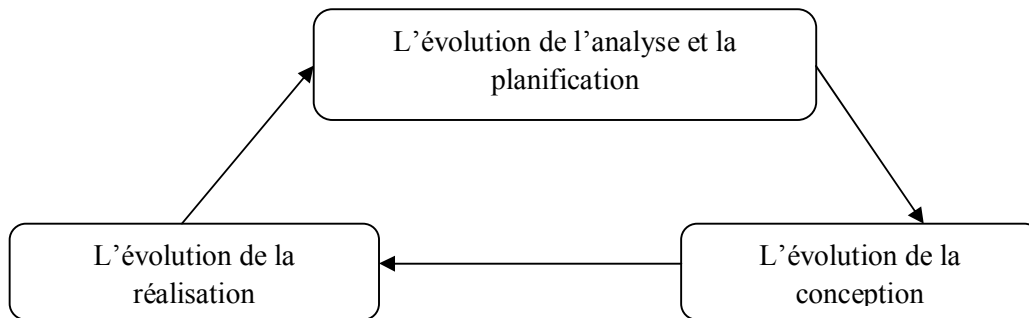 L’évolution de l’analyse et la
planification
L’évolution de la
réalisation
L’évolution de la
conception